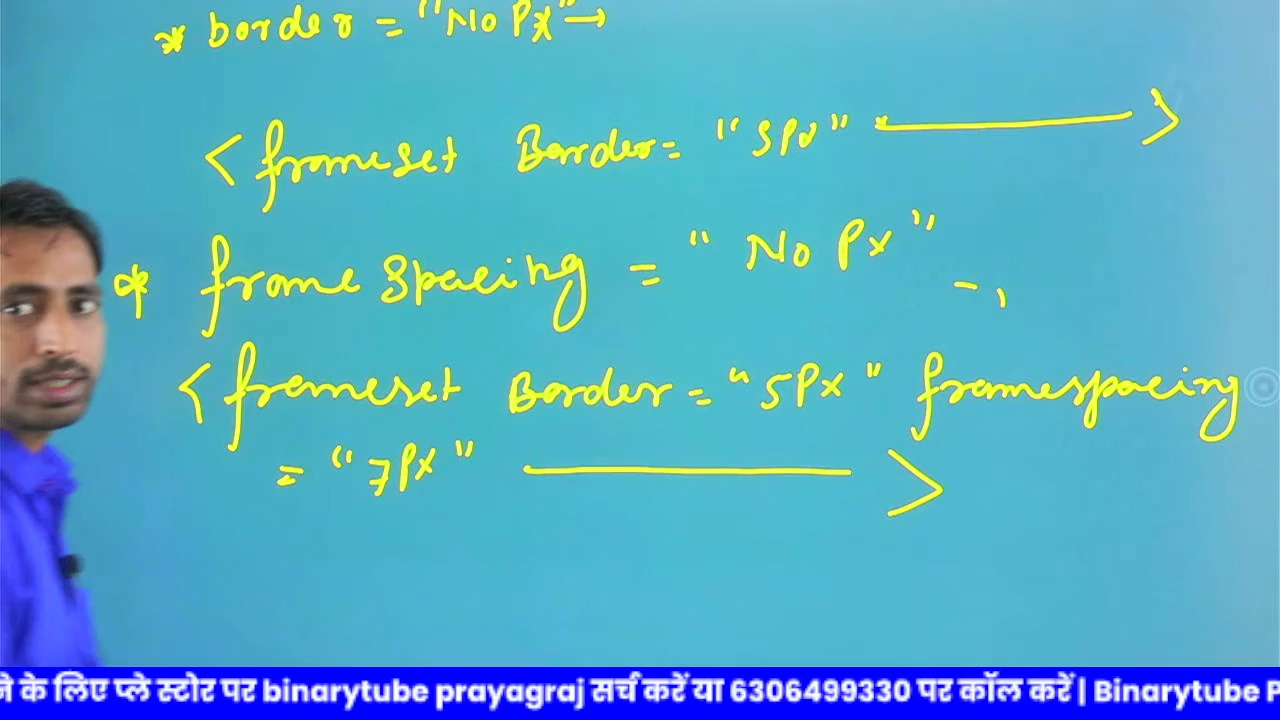 * border = "No Px" →
<frameset Border= "5Px" ———>
* frame spacing = " No Px " - ,
<frameset Border = "5Px" framespacing
= "7Px" ———>
ने के लिए प्ले स्टोर पर binarytube prayagraj सर्च करें या 6306499330 पर कॉल करें | Binarytube P